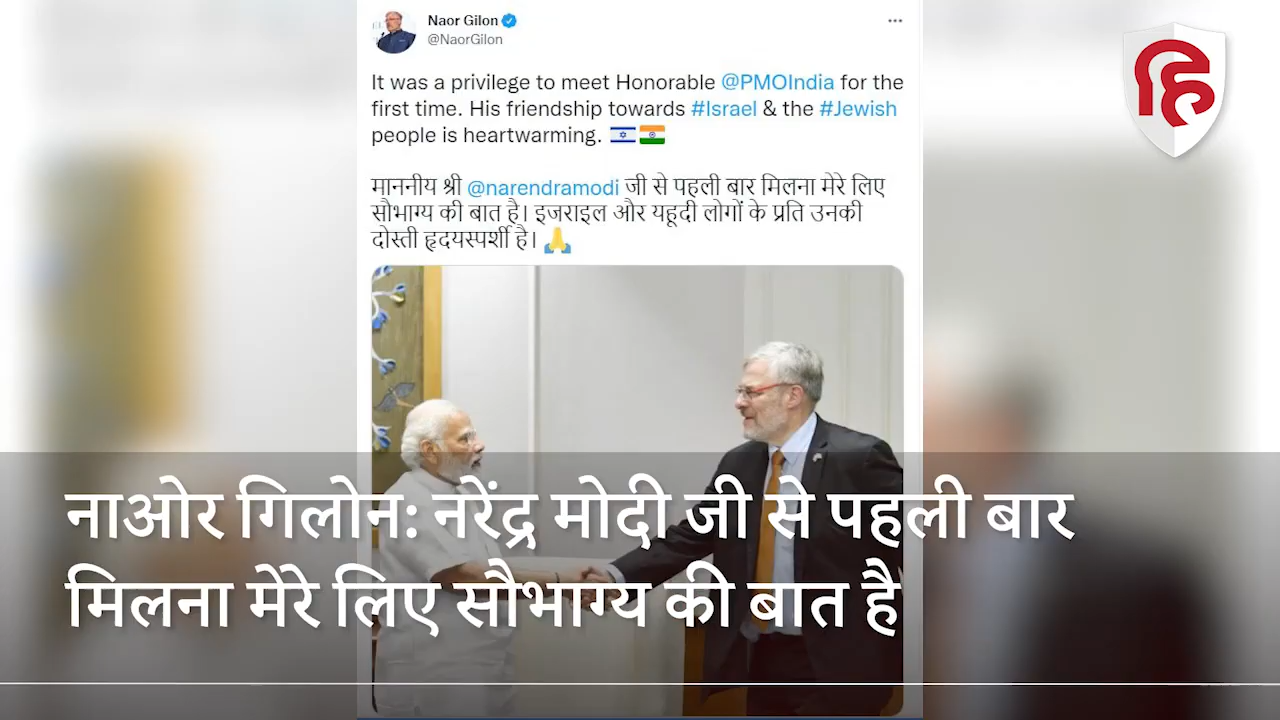 Naor Gilon
@NaorGilon
It was a privilege to meet Honorable @PMOIndia for the
first time. His friendship towards #Israel & the #Jewish
people is heartwarming. 🇮🇱🇮🇳
माननीय श्री @narendramodi जी से पहली बार मिलना मेरे लिए
सौभाग्य की बात है। इजराइल और यहूदी लोगों के प्रति उनकी
दोस्ती हृदयस्पर्शी है। 🙏
हि
नाओर गिलोन: नरेंद्र मोदी जी से पहली बार
मिलना मेरे लिए सौभाग्य की बात है